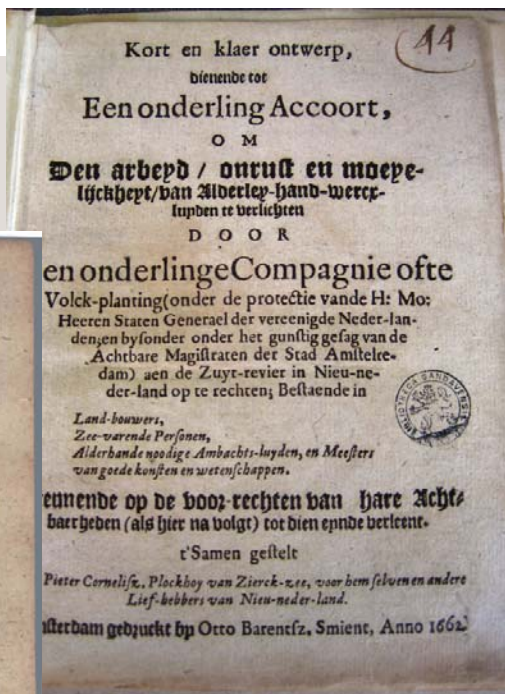 44
Kort en klaer ontwerp,
dienende tot
Een onderling Accoort,
OM
Den arbeyd / onrust en moeye-
lijckheyt/van Alderley-hand-wercx-
luyden te verlichten
DOOR
en onderlinge Compagnie ofte
Volck-planting (onder de protectie vande H: Mo:
Heeren Staten Generael der vereenigde Neder-lan-
den; en bysonder onder het gunstig gesag van de
Achtbare Magistraten der Stad Amstelre-
dam) aen de Zuyt-revier in Nieu-ne-
der-land op te rechten; Bestaende in
Land-bouwers,
Zee-varende Personen,
Alderhande noodige Ambachts-luyden, en Meesters
van goede konsten en wetenschappen.
eunende op de voor-rechten van hare Acht-
baerheden (als hier na volgt) tot dien eynde verleent.
t'Samen gestelt
Pieter Cornelisz. Plockhoy van Zierck-zee, voor hem selven en andere
Lief-hebbers van Nieu-neder-land.
sterdam gedruckt by Otto Barentsz. Smient, Anno 1662.
BIBLIOTHECA GANDAVENSIS